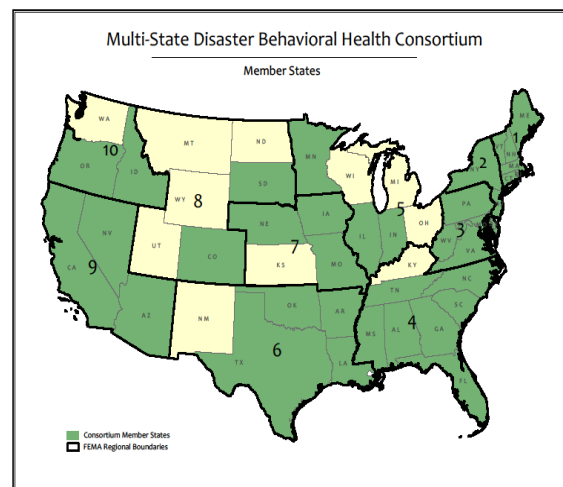 Multi-State Disaster Behavioral Health Consortium
Member States
WA
MT
ND
MN
ME
10
OR
ID
WY
8
SD
WI
MI
5
VT
NH
1
NY
2
MA
NV
UT
CO
NE
7
IA
IL
IN
OH
PA
3
WV
VA
CA
9
KS
MO
KY
AZ
NM
OK
AR
TN
NC
SC
4
MS
AL
GA
TX
6
LA
FL
Consortium Member States
FEMA Regional Boundaries